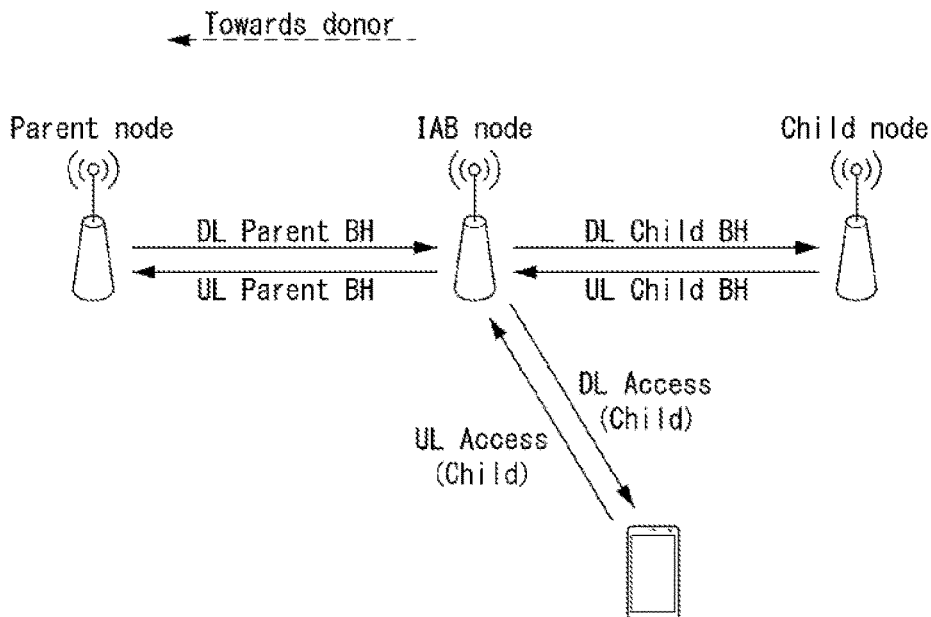 Towards donor
Parent node
IAB node
Child node
DL Parent BH
DL Child BH
UL Parent BH
UL Child BH
DL Access
(Child)
UL Access
(Child)